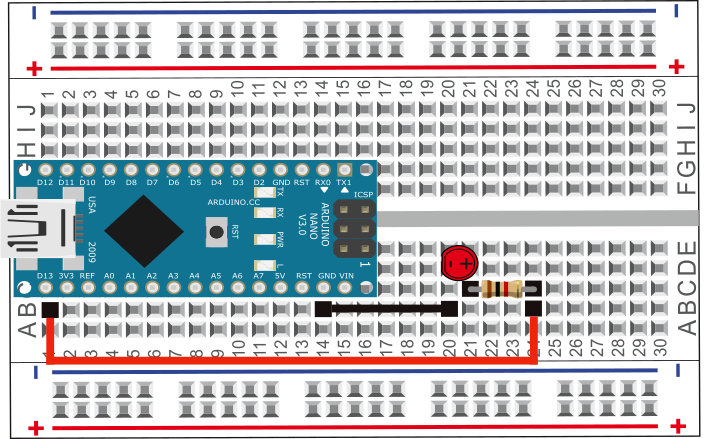 − −
+ +
1 2 3 4 5 6 7 8 9 10 11 12 13 14 15 16 17 18 19 20 21 22 23 24 25 26 27 28 29 30
J J
I I
H H
G
F
D12 D11 D10 D9 D8 D7 D6 D5 D4 D3 D2 GND RST RX0 TX1
TX
RX
PWR
L
ICSP
ARDUINO.CC
ARDUINO
NANO
V3.0
USA
2009
RST
1
D13 3V3 REF A0 A1 A2 A3 A4 A5 A6 A7 5V RST GND VIN
- +
E
D
C
B B
A A
1 2 3 4 5 6 7 8 9 10 11 12 13 14 15 16 17 18 19 20 21 22 23 24 25 26 27 28 29 30
− −
+ +